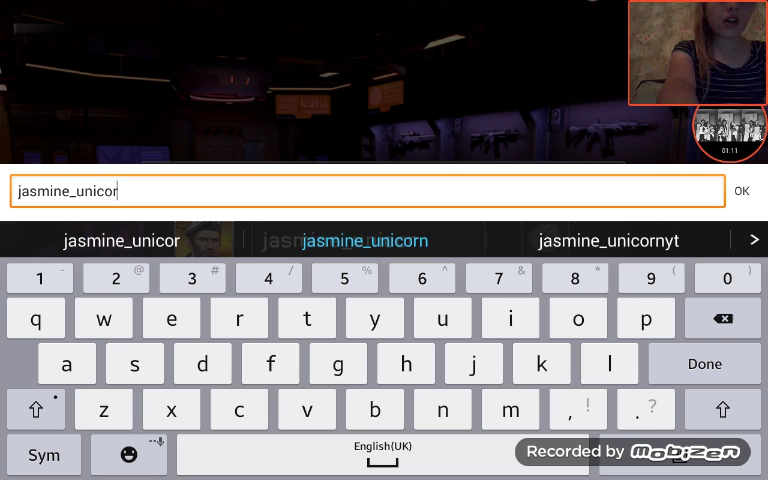 01:11
jasmine_unicor
OK
jasmine_unicor jasmine_unicorn jasmine_unicornyt >
1 - 2 @ 3 # 4 / 5 % 6 ^ 7 & 8 * 9 ( 0 )
q w e r t y u i o p
a s d f g h j k l Done
z x c v b n m , ! . ?
Sym English(UK)
Recorded by mobizen